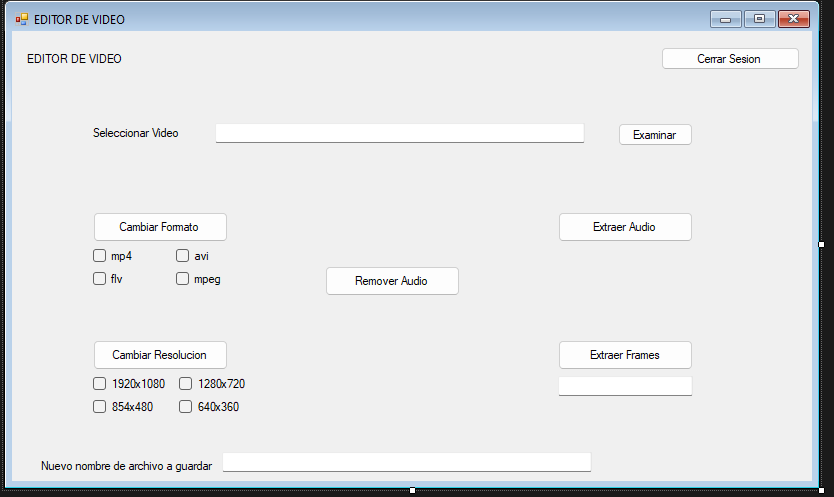 EDITOR DE VIDEO
EDITOR DE VIDEO
Cerrar Sesion
Seleccionar Video
Examinar
Cambiar Formato
Extraer Audio
mp4
avi
flv
mpeg
Remover Audio
Cambiar Resolucion
Extraer Frames
1920x1080
1280x720
854x480
640x360
Nuevo nombre de archivo a guardar